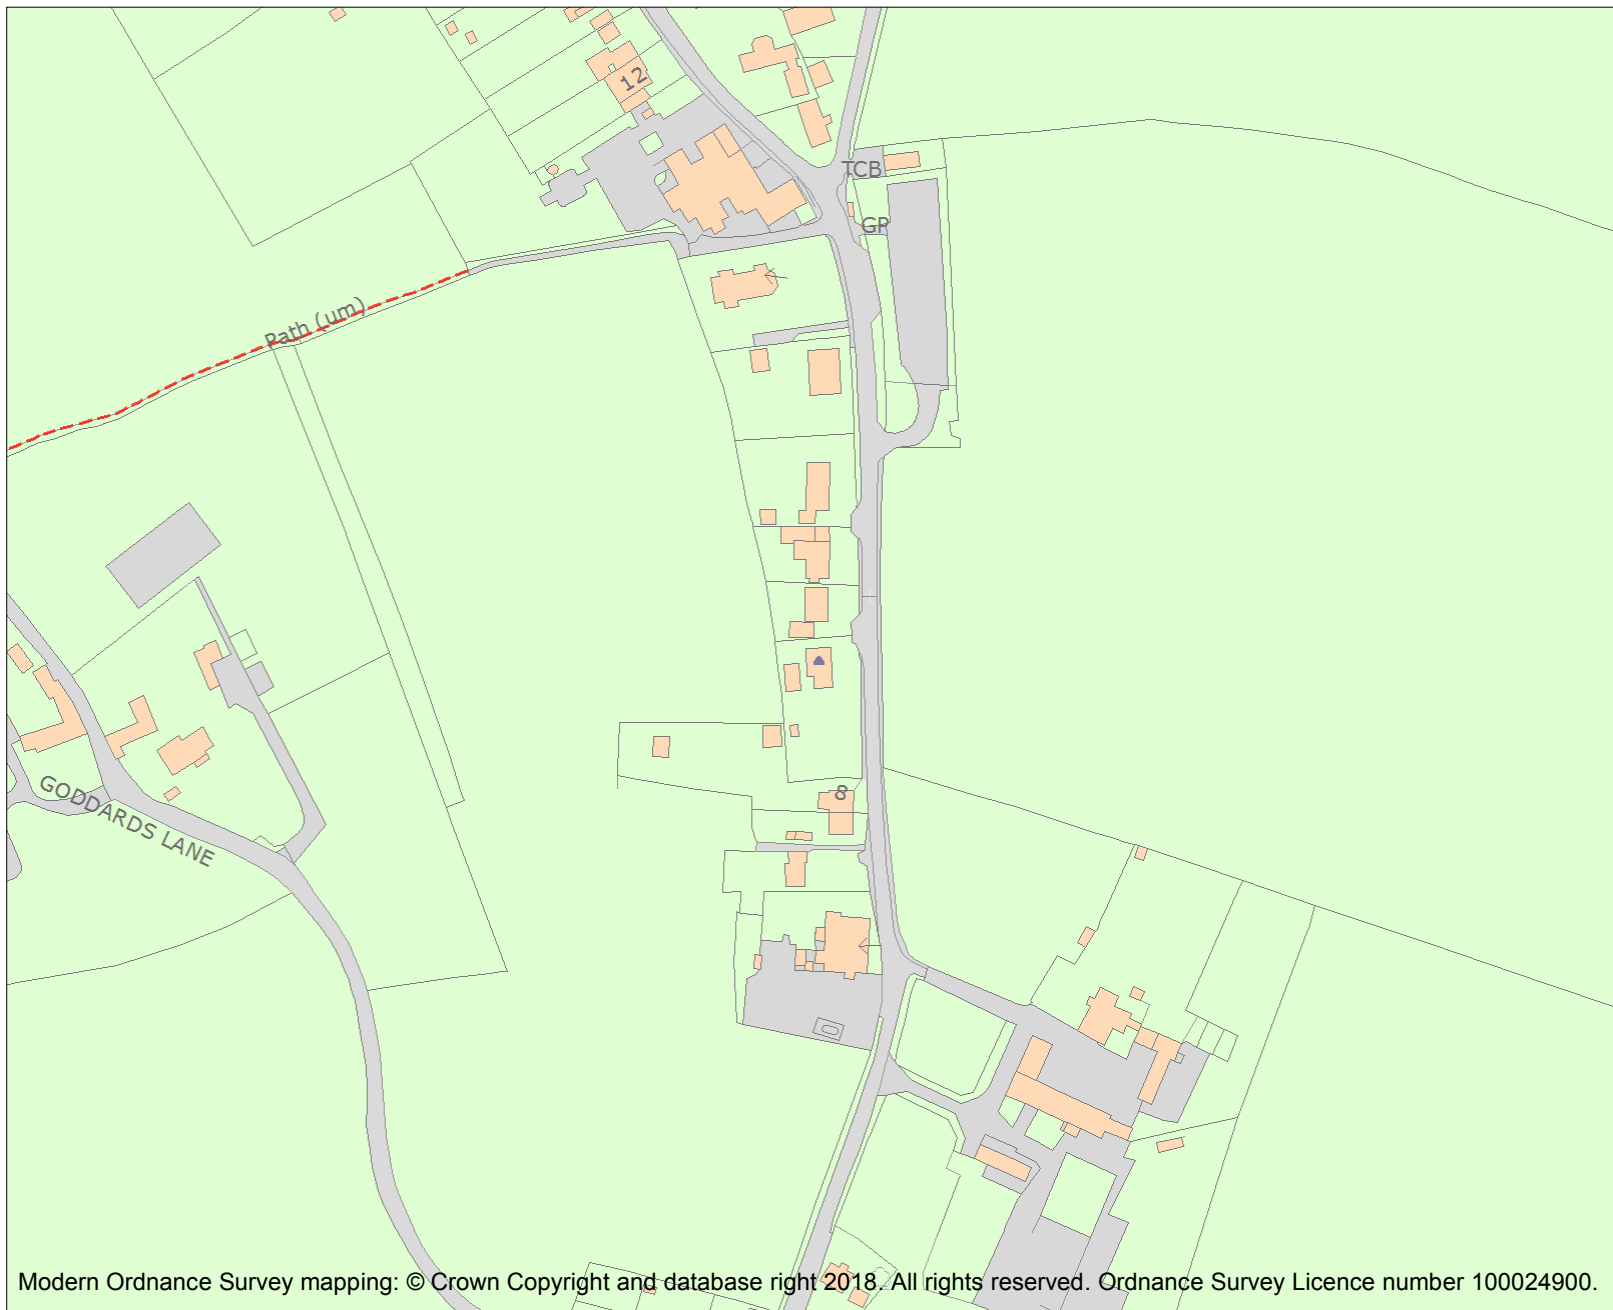 12
TCB
GP
Path (um)
GODDARDS LANE
8
Modern Ordnance Survey mapping: © Crown Copyright and database right 2018. All rights reserved. Ordnance Survey Licence number 100024900.